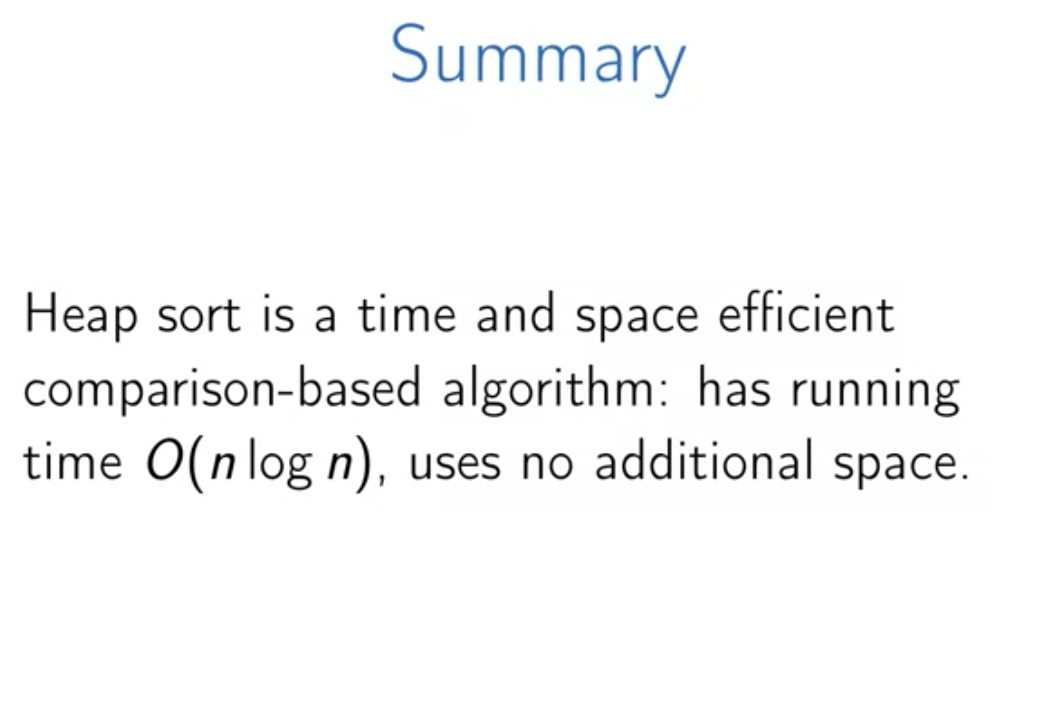 Summary
Heap sort is a time and space efficient
comparison-based algorithm: has running
time O(n log n), uses no additional space.